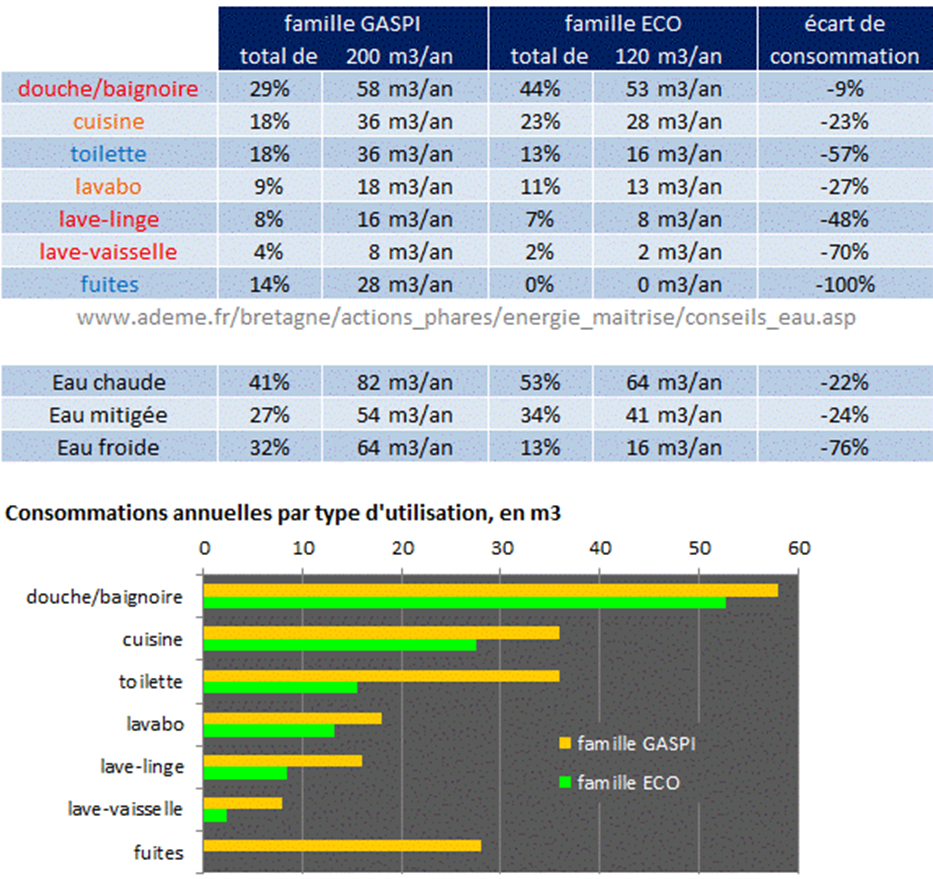 famille GASPI famille ECO écart de
total de 200 m3/an total de 120 m3/an consommation
douche/baignoire 29% 58 m3/an 44% 53 m3/an -9%
cuisine 18% 36 m3/an 23% 28 m3/an -23%
toilette 18% 36 m3/an 13% 16 m3/an -57%
lavabo 9% 18 m3/an 11% 13 m3/an -27%
lave-linge 8% 16 m3/an 7% 8 m3/an -48%
lave-vaisselle 4% 8 m3/an 2% 2 m3/an -70%
fuites 14% 28 m3/an 0% 0 m3/an -100%
www.ademe.fr/bretagne/actions_phares/energie_maitrise/conseils_eau.asp
Eau chaude 41% 82 m3/an 53% 64 m3/an -22%
Eau mitigée 27% 54 m3/an 34% 41 m3/an -24%
Eau froide 32% 64 m3/an 13% 16 m3/an -76%
Consommations annuelles par type d'utilisation, en m3
0 10 20 30 40 50 60
douche/baignoire
cuisine
toilette
lavabo
famille GASPI
lave-linge
famille ECO
lave-vaisselle
fuites